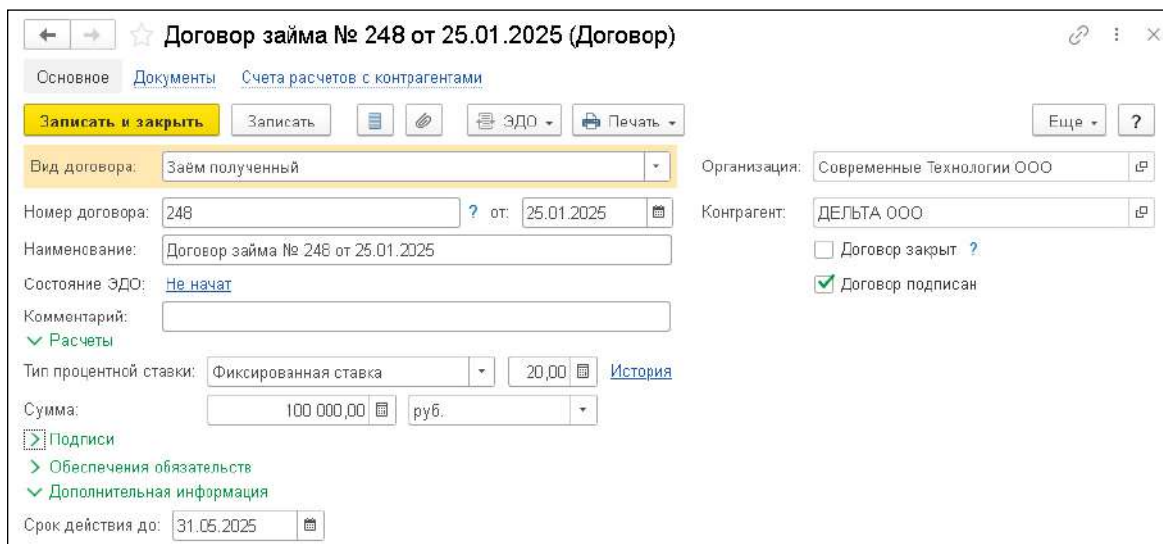 Договор займа № 248 от 25.01.2025 (Договор)
Основное Документы Счета расчетов с контрагентами
Записать и закрыть Записать ЭДО Печать Еще ?
Вид договора: Заём полученный Организация: Современные Технологии ООО
Номер договора: 248 ? от: 25.01.2025 Контрагент: ДЕЛЬТА ООО
Наименование: Договор займа № 248 от 25.01.2025 Договор закрыт ?
Состояние ЭДО: Не начат Договор подписан
Комментарий:
Расчеты
Тип процентной ставки: Фиксированная ставка 20,00 История
Сумма: 100 000,00 руб.
Подписи
Обеспечения обязательств
Дополнительная информация
Срок действия до: 31.05.2025